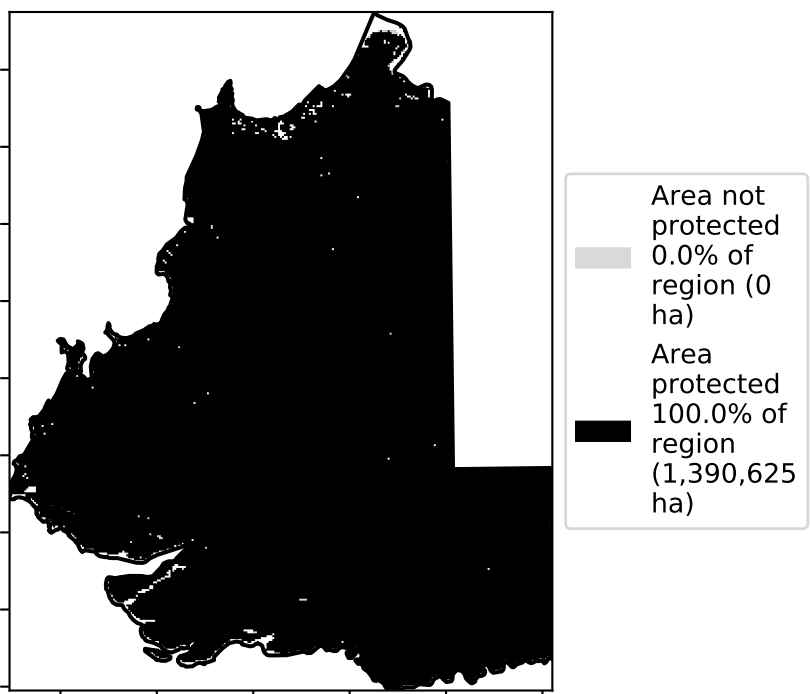 Area not
protected
0.0% of
region (0
ha)
Area
protected
100.0% of
region
(1,390,625
ha)